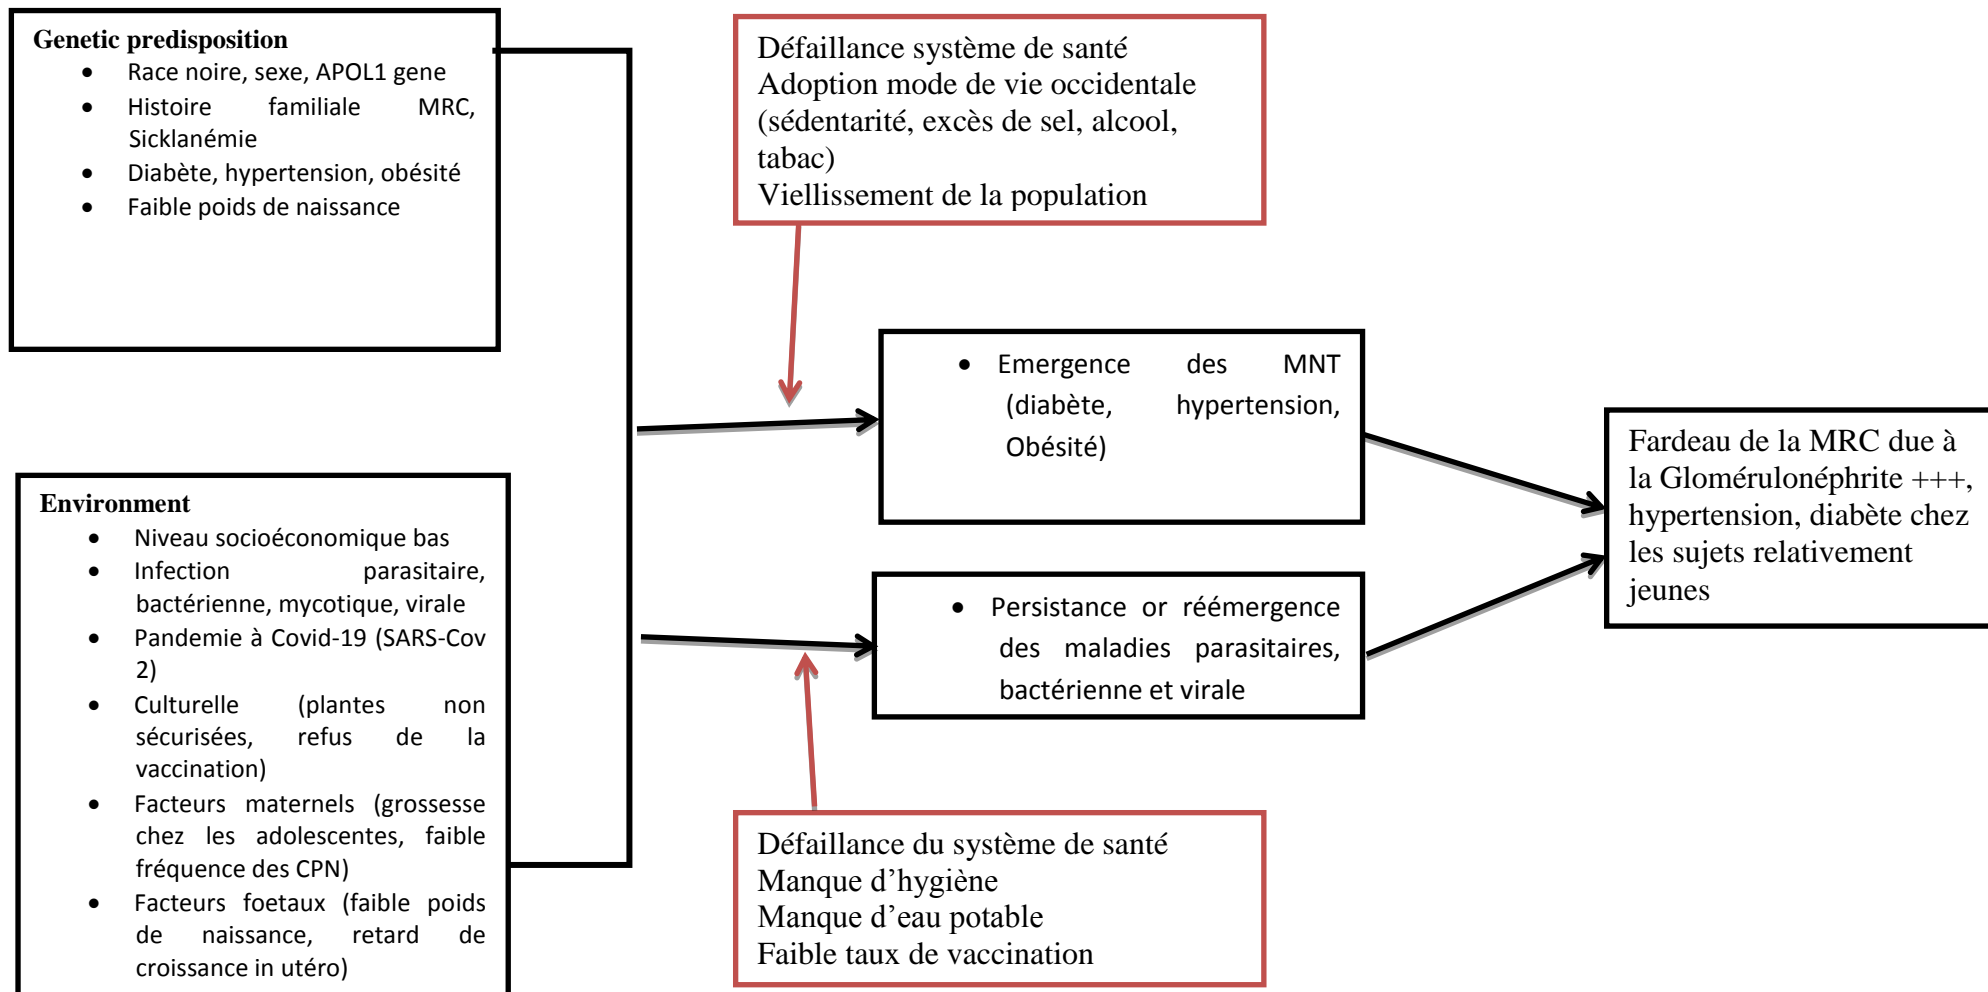 Genetic predisposition
• Race noire, sexe, APOL1 gene
• Histoire familiale MRC,
Sicklanémie
• Diabète, hypertension, obésité
• Faible poids de naissance
Environment
• Niveau socioéconomique bas
• Infection parasitaire,
bactérienne, mycotique, virale
• Pandemie à Covid-19 (SARS-Cov
2)
• Culturelle (plantes non
sécurisées, refus de la
vaccination)
• Facteurs maternels (grossesse
chez les adolescentes, faible
fréquence des CPN)
• Facteurs foetaux (faible poids
de naissance, retard de
croissance in utéro)
Défaillance système de santé
Adoption mode de vie occidentale
(sédentarité, excès de sel, alcool,
tabac)
Viellissement de la population
• Emergence des MNT
(diabète, hypertension,
Obésité)
• Persistance or réémergence
des maladies parasitaires,
bactérienne et virale
Défaillance du système de santé
Manque d’hygiène
Manque d’eau potable
Faible taux de vaccination
Fardeau de la MRC due à
la Glomérulonéphrite +++,
hypertension, diabète chez
les sujets relativement
jeunes